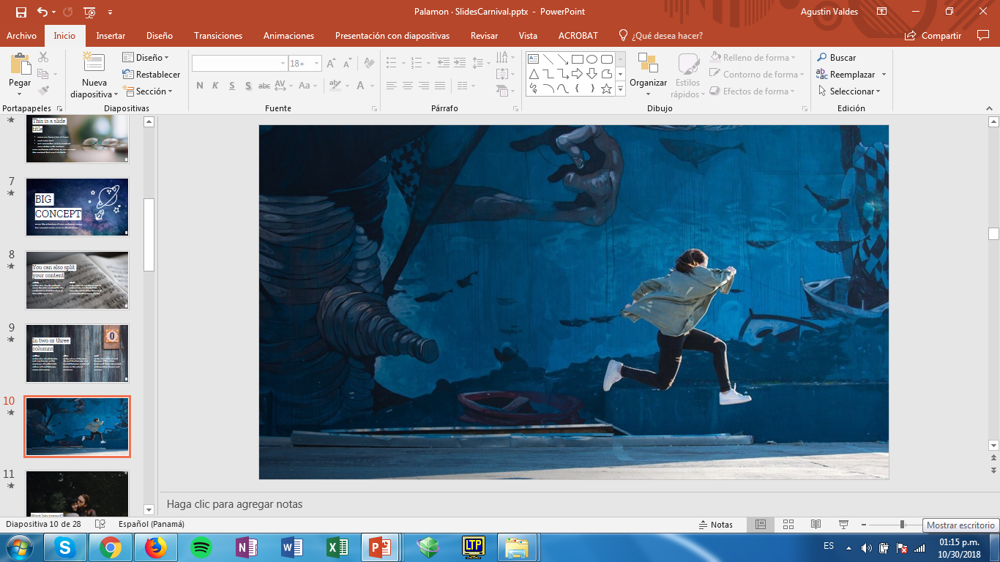 Palamon · SlidesCarnival.pptx - PowerPoint
Agustin Valdes
Archivo Inicio Insertar Diseño Transiciones Animaciones Presentación con diapositivas Revisar Vista ACROBAT ¿Qué desea hacer? Compartir
Pegar
Portapapeles
Nueva diapositiva
Diseño
Restablecer
Sección
Diapositivas
18+
N K S S abc AV Aa A
Fuente
Párrafo
Organizar
Estilos rápidos
Relleno de forma
Contorno de forma
Efectos de forma
Dibujo
Buscar
Reemplazar
Seleccionar
Edición
This is a slide
title
7
BIG
CONCEPT
8
You can also split
your content
9
In two or three
columns
0
10
11
Want big impact?
Haga clic para agregar notas
Diapositiva 10 de 28 Español (Panamá) Notas Mostrar escritorio
LTP
ES
01:15 p.m.
10/30/2018